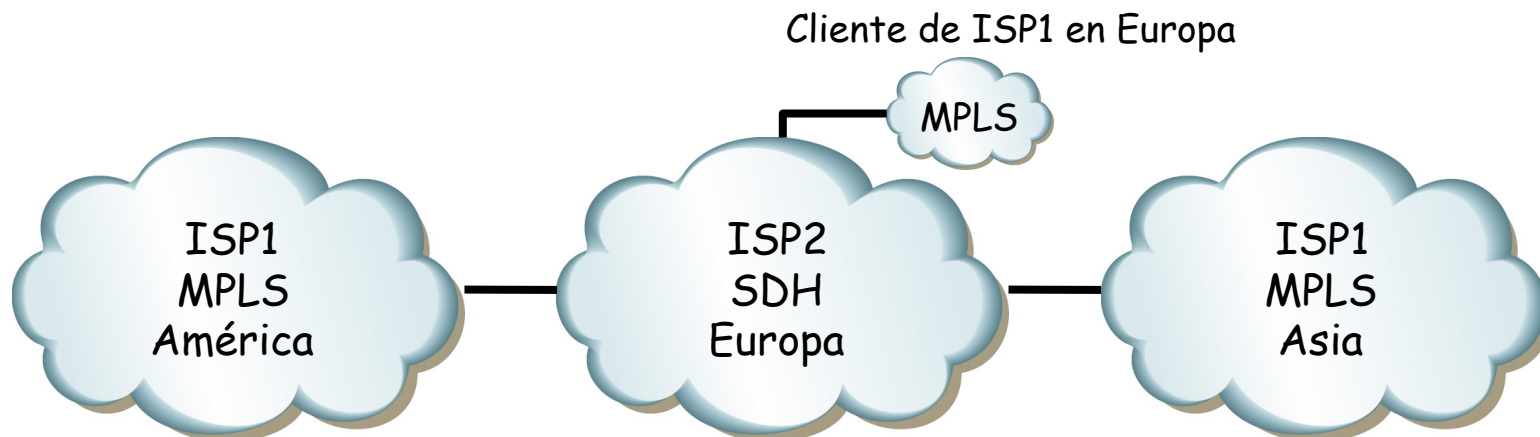 Cliente de ISP1 en Europa
MPLS
ISP1
MPLS
América
ISP2
SDH
Europa
ISP1
MPLS
Asia